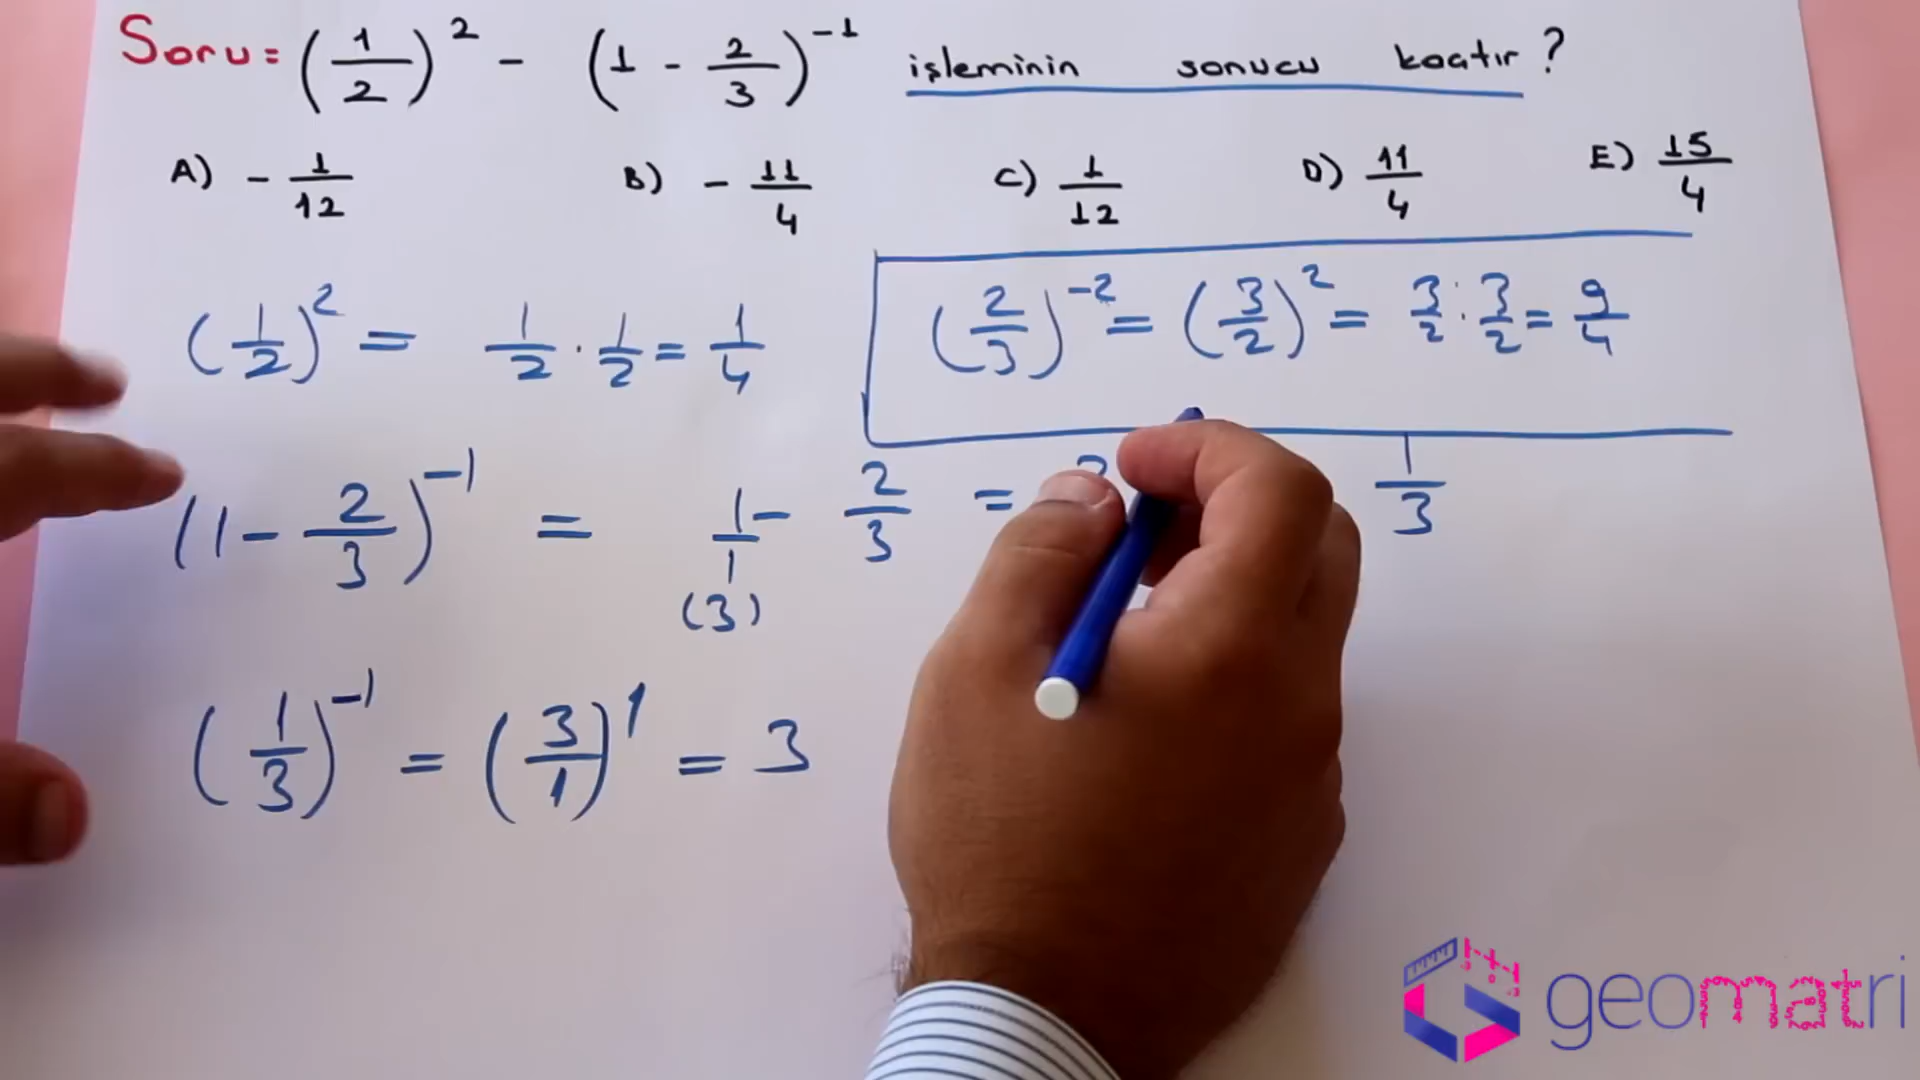 Soru = (1/2)^2 - (1 - 2/3)^-1 işleminin sonucu kaçtır?
A) - 1/12 B) - 11/4 C) 1/12 D) 11/4 E) 15/4
(1/2)^2 = 1/2 · 1/2 = 1/4
(2/3)^-2 = (3/2)^2 = 3/2 · 3/2 = 9/4
(1 - 2/3)^-1 = 1/1 - 2/3 = 1/3
(3)
(1/3)^-1 = (3/1)^1 = 3
geomatri